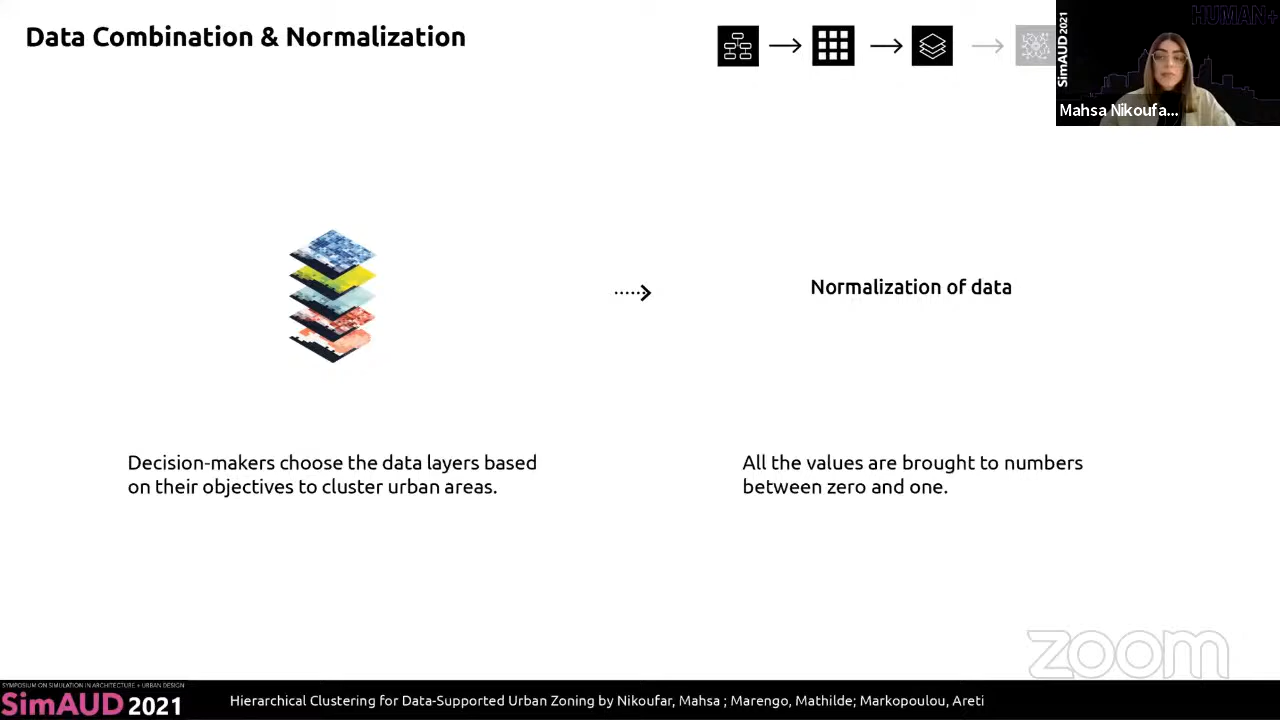 Data Combination & Normalization
HUMAN+
SimAUD 2021
Mahsa Nikoufa...
Normalization of data
Decision-makers choose the data layers based
on their objectives to cluster urban areas.
All the values are brought to numbers
between zero and one.
zoom
SYMPOSIUM ON SIMULATION IN ARCHITECTURE + URBAN DESIGN
SimAUD 2021
Hierarchical Clustering for Data-Supported Urban Zoning by Nikoufar, Mahsa ; Marengo, Mathilde; Markopoulou, Areti